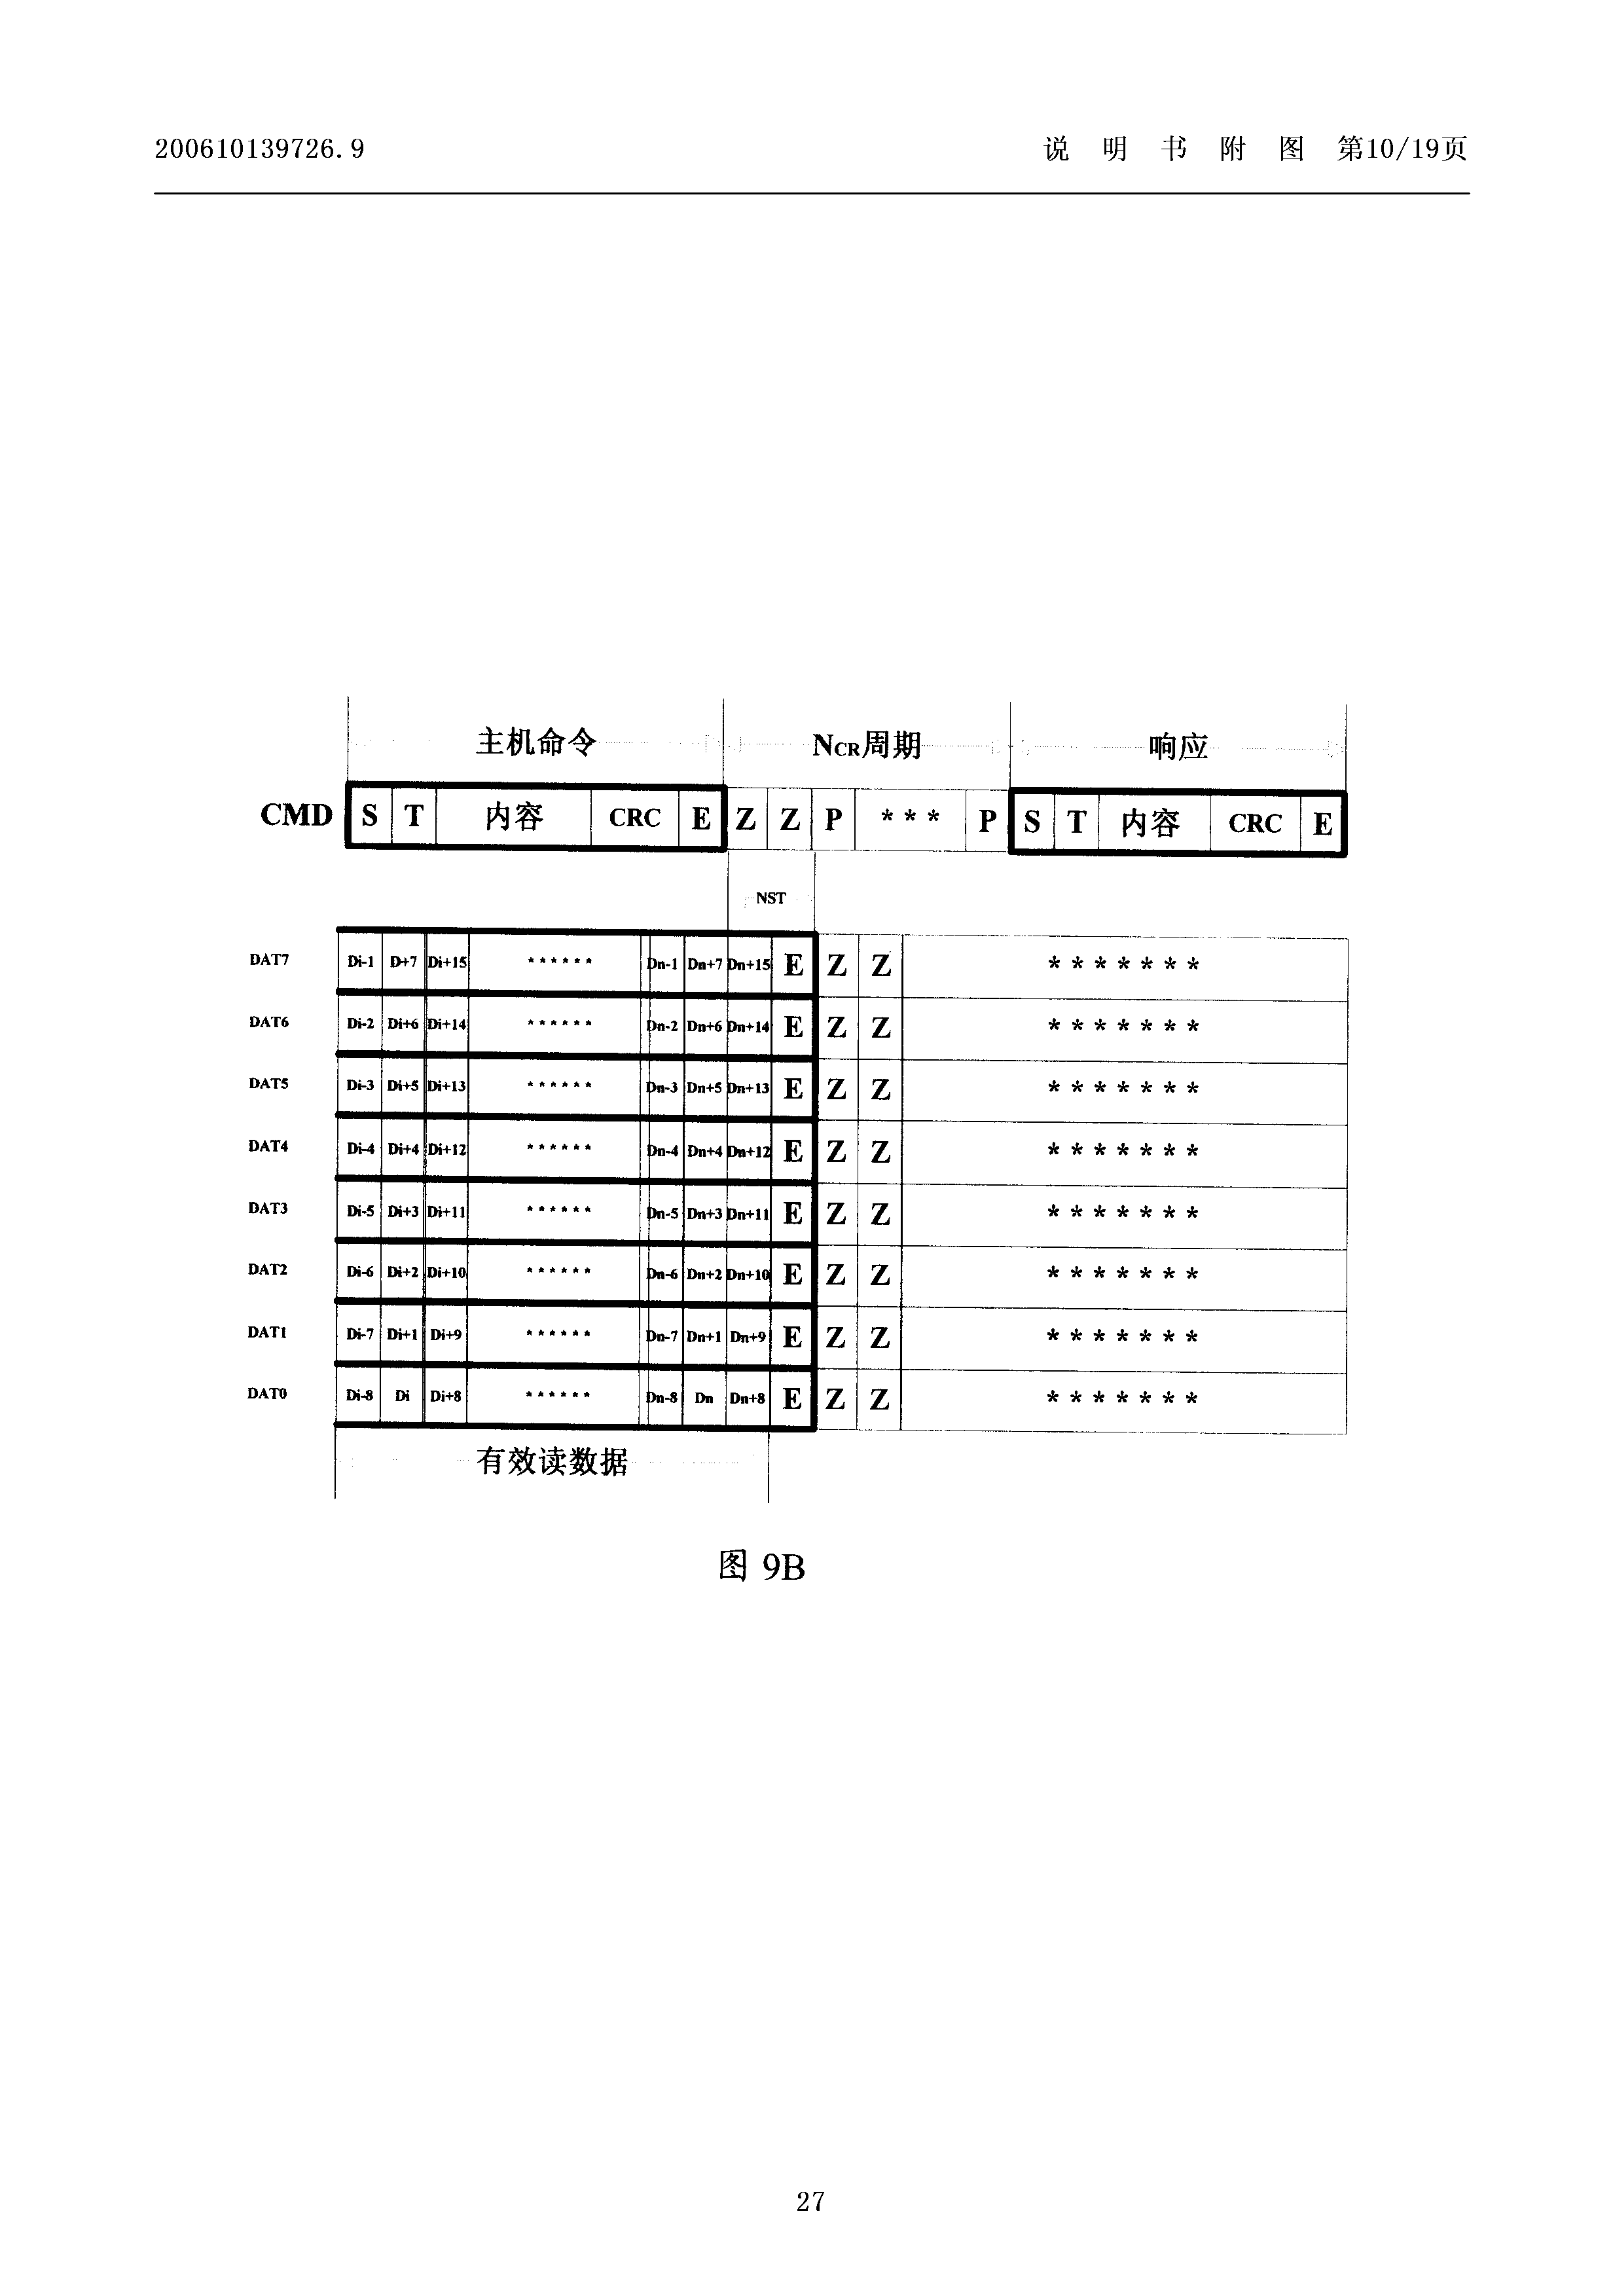 200610139726.9 说 明 书 附 图 第10/19页
主机命令 NCR周期 响应
CMD S T 内容 CRC E Z Z P * * * P S T 内容 CRC E
NST
DAT7 Di-1 D+7 Di+15 ****** Dn-1 Dn+7 Dn+15 E Z Z * * * * * * *
DAT6 Di-2 Di+6 Di+14 ****** Dn-2 Dn+6 Dn+14 E Z Z * * * * * * *
DAT5 Di-3 Di+5 Di+13 ****** Dn-3 Dn+5 Dn+13 E Z Z * * * * * * *
DAT4 Di-4 Di+4 Di+12 ****** Dn-4 Dn+4 Dn+12 E Z Z * * * * * * *
DAT3 Di-5 Di+3 Di+11 ****** Dn-5 Dn+3 Dn+11 E Z Z * * * * * * *
DAT2 Di-6 Di+2 Di+10 ****** Dn-6 Dn+2 Dn+10 E Z Z * * * * * * *
DAT1 Di-7 Di+1 Di+9 ****** Dn-7 Dn+1 Dn+9 E Z Z * * * * * * *
DAT0 Di-8 Di Di+8 ****** Dn-8 Dn Dn+8 E Z Z * * * * * * *
有效读数据
图 9B
27